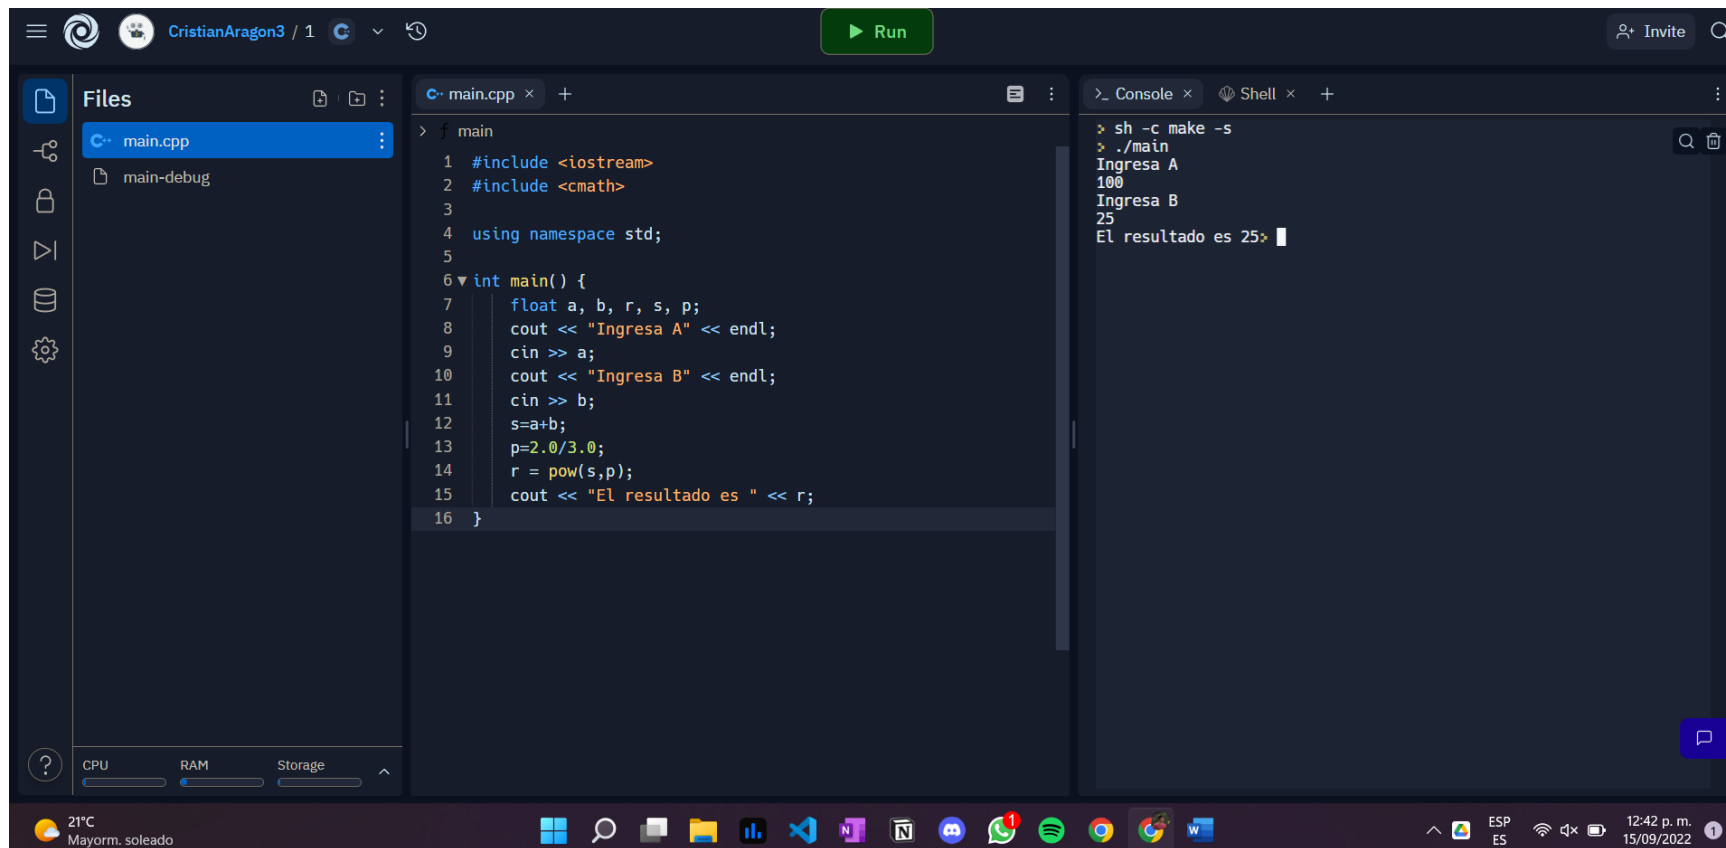 CristianAragon3 / 1
Run
Invite
Files
main.cpp
main-debug
CPU
RAM
Storage
main.cpp
main
1 #include <iostream>
2 #include <cmath>
3
4 using namespace std;
5
6 int main() {
7 float a, b, r, s, p;
8 cout << "Ingresa A" << endl;
9 cin >> a;
10 cout << "Ingresa B" << endl;
11 cin >> b;
12 s=a+b;
13 p=2.0/3.0;
14 r = pow(s,p);
15 cout << "El resultado es " << r;
16 }
>_ Console × Shell × +
> sh -c make -s
> ./main
Ingresa A
100
Ingresa B
25
El resultado es 25>
21°C
Mayorm. soleado
1
ESP
ES
12:42 p. m.
15/09/2022
1